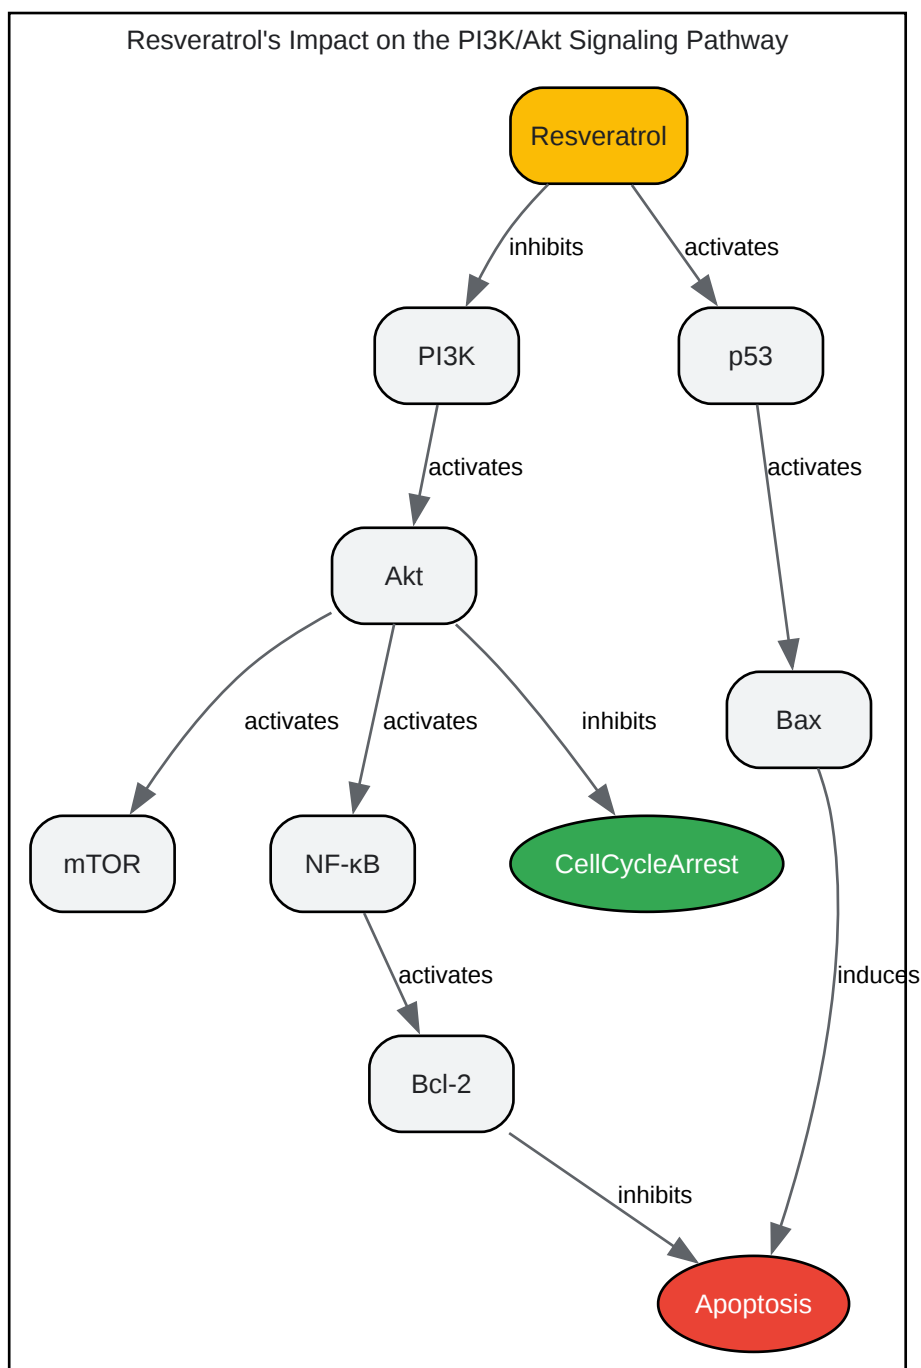 Resveratrol's Impact on the PI3K/Akt Signaling Pathway
Resveratrol
inhibits
activates
PI3K
p53
activates
activates
Akt
activates
activates
inhibits
Bax
mTOR
NF-κB
CellCycleArrest
activates
induces
Bcl-2
inhibits
Apoptosis